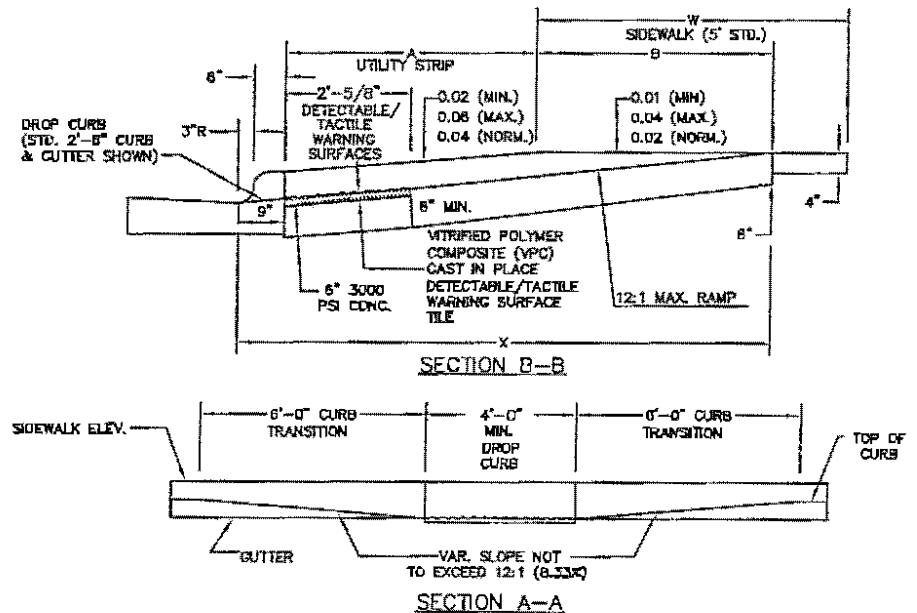 W
SIDEWALK (5' STD.)
A
UTILITY STRIP
B
6"
2'-5/8"
DETECTABLE/
TACTILE
WARNING
SURFACES
0.02 (MIN.)
0.06 (MAX.)
0.04 (NORM.)
0.01 (MIN)
0.04 (MAX.)
0.02 (NORM.)
DROP CURB
(STD. 2'-6" CURB
& GUTTER SHOWN)
3"R
9"
6" MIN.
4"
6"
VITRIFIED POLYMER
COMPOSITE (VPC)
CAST IN PLACE
DETECTABLE/TACTILE
WARNING SURFACE
TILE
6" 3000
PSI CONC.
12:1 MAX. RAMP
X
SECTION B-B
6'-0" CURB
TRANSITION
4'-0"
MIN.
DROP
CURB
6'-0" CURB
TRANSITION
SIDEWALK ELEV.
TOP OF
CURB
GUTTER
VAR. SLOPE NOT
TO EXCEED 12:1 (8.33%)
SECTION A-A